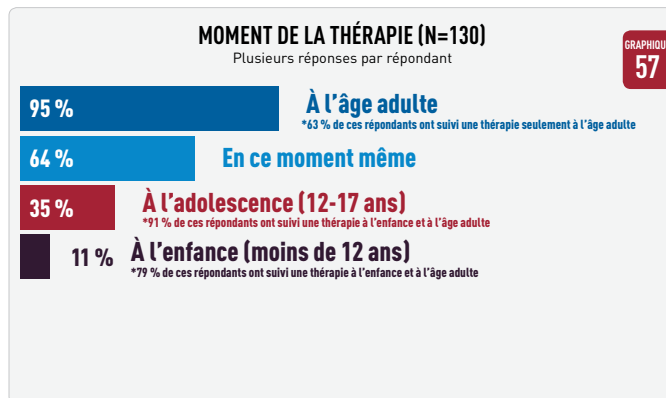 MOMENT DE LA THÉRAPIE (N=130)
Plusieurs réponses par répondant
GRAPHIQUE
57
95 %
À l'âge adulte
*63 % de ces répondants ont suivi une thérapie seulement à l'âge adulte
64 %
En ce moment même
35 %
À l'adolescence (12-17 ans)
*91 % de ces répondants ont suivi une thérapie à l'enfance et à l'âge adulte
11 %
À l'enfance (moins de 12 ans)
*79 % de ces répondants ont suivi une thérapie à l'enfance et à l'âge adulte